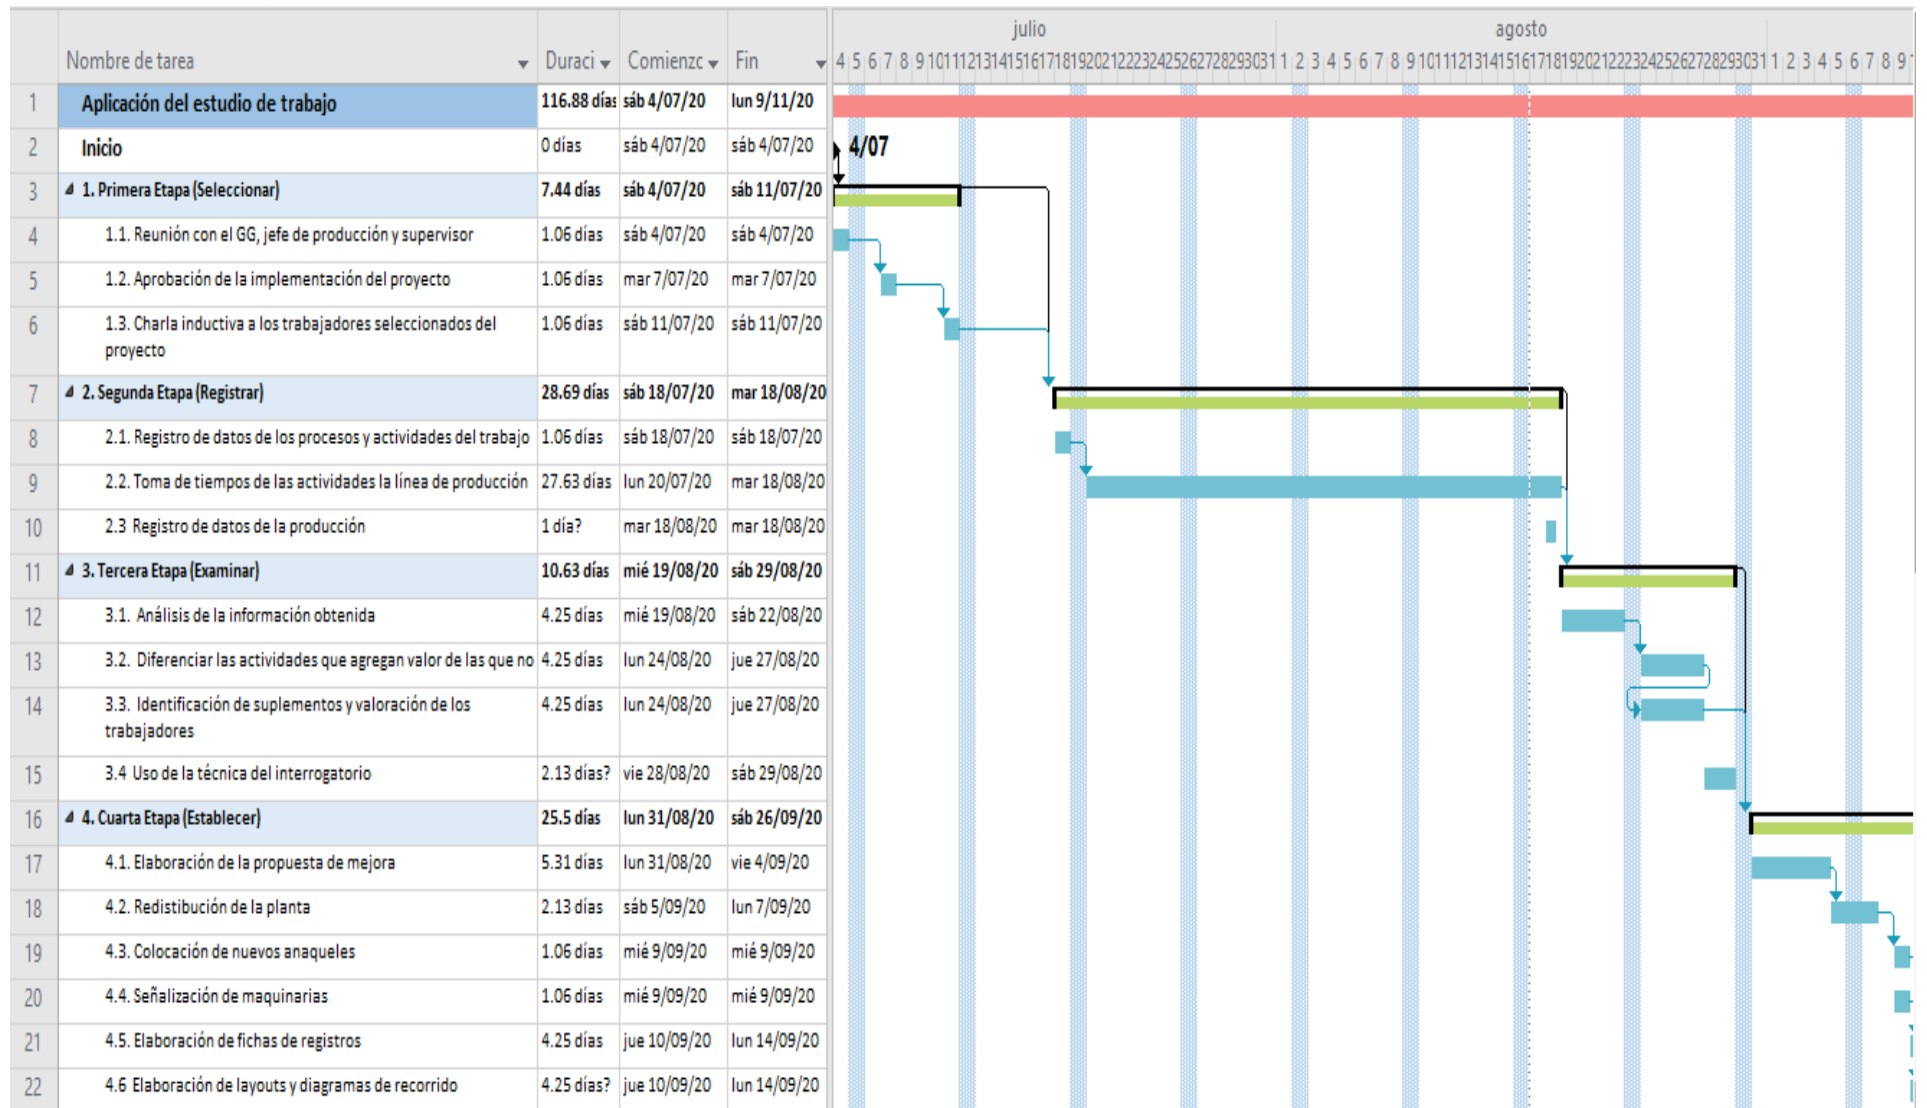 julio agosto
Nombre de tarea Duraci Comienzc Fin 4 5 6 7 8 9 10 11 12 13 14 15 16 17 18 19 20 21 22 23 24 25 26 27 28 29 30 31 1 2 3 4 5 6 7 8 9 10 11 12 13 14 15 16 17 18 19 20 21 22 23 24 25 26 27 28 29 30 31 1 2 3 4 5 6 7 8 9
1 Aplicación del estudio de trabajo 116.88 días sáb 4/07/20 lun 9/11/20
2 Inicio 0 días sáb 4/07/20 sáb 4/07/20 4/07
3 1. Primera Etapa (Seleccionar) 7.44 días sáb 4/07/20 sáb 11/07/20
4 1.1. Reunión con el GG, jefe de producción y supervisor 1.06 días sáb 4/07/20 sáb 4/07/20
5 1.2. Aprobación de la implementación del proyecto 1.06 días mar 7/07/20 mar 7/07/20
6 1.3. Charla inductiva a los trabajadores seleccionados del 1.06 días sáb 11/07/20 sáb 11/07/20
proyecto
7 2. Segunda Etapa (Registrar) 28.69 días sáb 18/07/20 mar 18/08/20
8 2.1. Registro de datos de los procesos y actividades del trabajo 1.06 días sáb 18/07/20 sáb 18/07/20
9 2.2. Toma de tiempos de las actividades la línea de producción 27.63 días lun 20/07/20 mar 18/08/20
10 2.3 Registro de datos de la producción 1 día? mar 18/08/20 mar 18/08/20
11 3. Tercera Etapa (Examinar) 10.63 días mié 19/08/20 sáb 29/08/20
12 3.1. Análisis de la información obtenida 4.25 días mié 19/08/20 sáb 22/08/20
13 3.2. Diferenciar las actividades que agregan valor de las que no 4.25 días lun 24/08/20 jue 27/08/20
14 3.3. Identificación de suplementos y valoración de los 4.25 días lun 24/08/20 jue 27/08/20
trabajadores
15 3.4 Uso de la técnica del interrogatorio 2.13 días? vie 28/08/20 sáb 29/08/20
16 4. Cuarta Etapa (Establecer) 25.5 días lun 31/08/20 sáb 26/09/20
17 4.1. Elaboración de la propuesta de mejora 5.31 días lun 31/08/20 vie 4/09/20
18 4.2. Redistibución de la planta 2.13 días sáb 5/09/20 lun 7/09/20
19 4.3. Colocación de nuevos anaqueles 1.06 días mié 9/09/20 mié 9/09/20
20 4.4. Señalización de maquinarias 1.06 días mié 9/09/20 mié 9/09/20
21 4.5. Elaboración de fichas de registros 4.25 días jue 10/09/20 lun 14/09/20
22 4.6 Elaboración de layouts y diagramas de recorrido 4.25 días? jue 10/09/20 lun 14/09/20